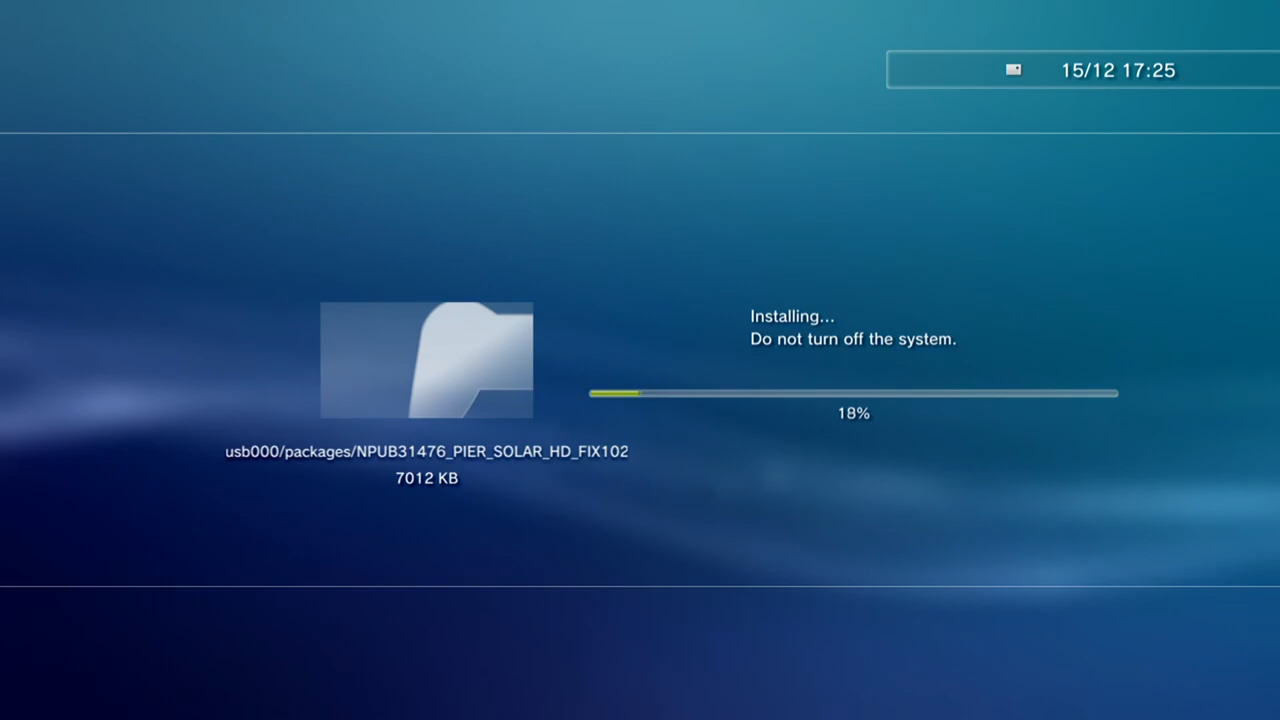 15/12 17:25
Installing...
Do not turn off the system.
18%
usb000/packages/NPUB31476_PIER_SOLAR_HD_FIX102
7012 KB